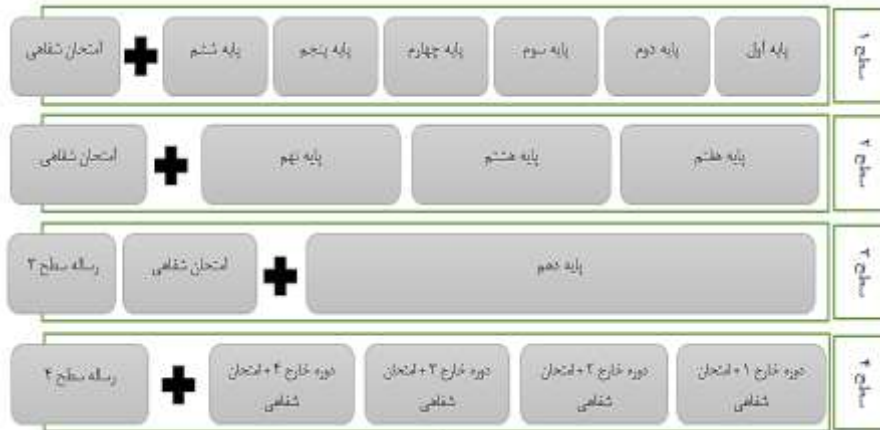 سطح ۱
پایه اول
پایه دوم
پایه سوم
پایه چهارم
پایه پنجم
پایه ششم
امتحان شفاهی
سطح ۲
پایه هفتم
پایه هشتم
پایه نهم
امتحان شفاهی
سطح ۳
پایه دهم
امتحان شفاهی
رساله سطح ۳
سطح ۴
دوره خارج ۱+امتحان
شفاهی
دوره خارج ۲+امتحان
شفاهی
دوره خارج ۳+امتحان
شفاهی
دوره خارج ۴+امتحان
شفاهی
رساله سطح ۴